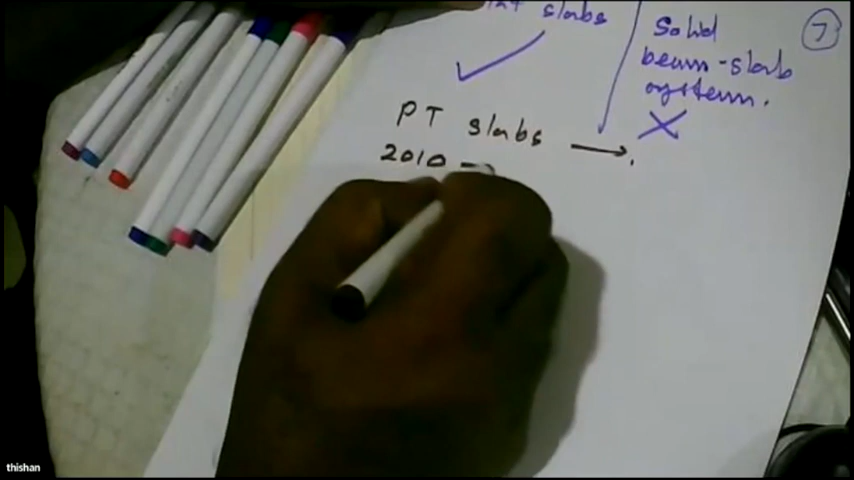 slabs
Solid
beam-slab
system.
7
PT slabs
2010
thishan